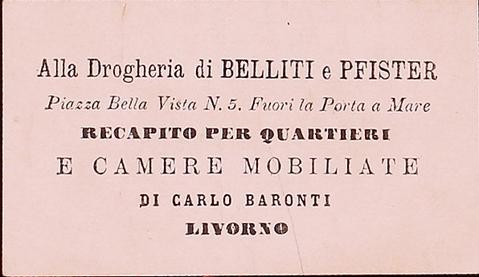 Alla Drogheria di BELLITI e PFISTER
Piazza Bella Vista N. 5. Fuori la Porta a Mare
RECAPITO PER QUARTIERI
E CAMERE MOBILIATE
DI CARLO BARONTI
LIVORNO